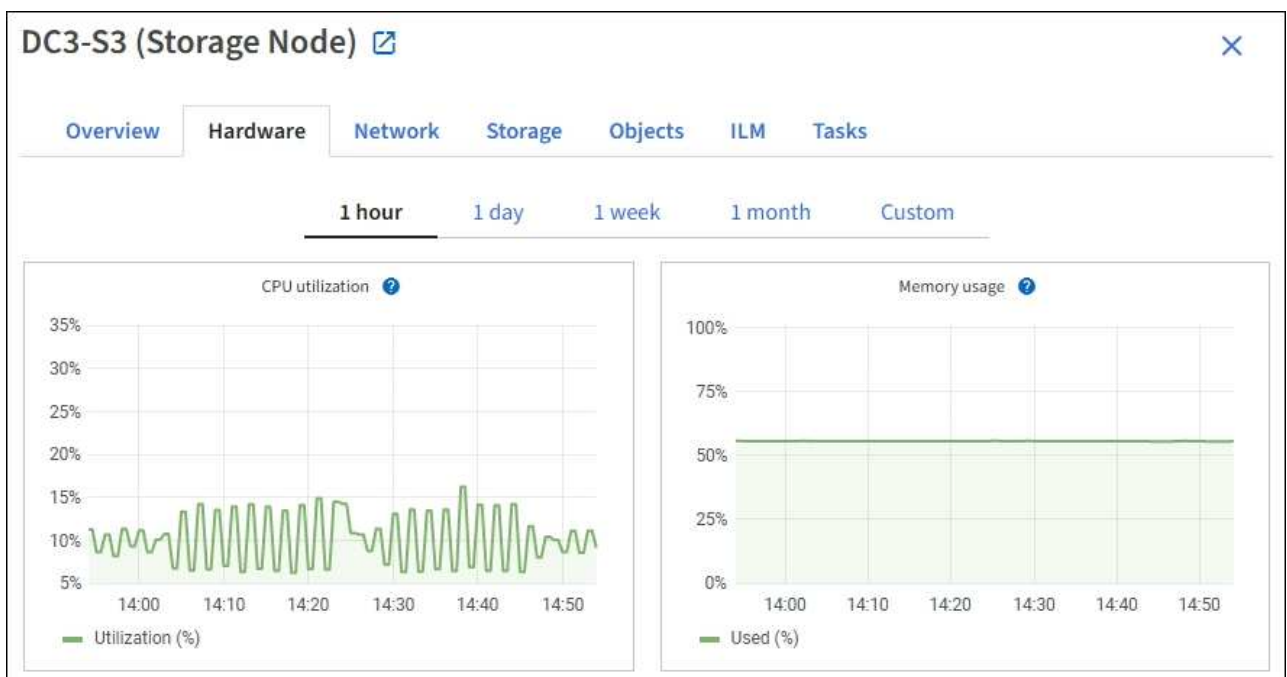 DC3-S3 (Storage Node)
Overview Hardware Network Storage Objects ILM Tasks
1 hour 1 day 1 week 1 month Custom
CPU utilization ?
35%
30%
25%
20%
15%
10%
5%
14:00 14:10 14:20 14:30 14:40 14:50
Utilization (%)
Memory usage ?
100%
75%
50%
25%
0%
14:00 14:10 14:20 14:30 14:40 14:50
Used (%)